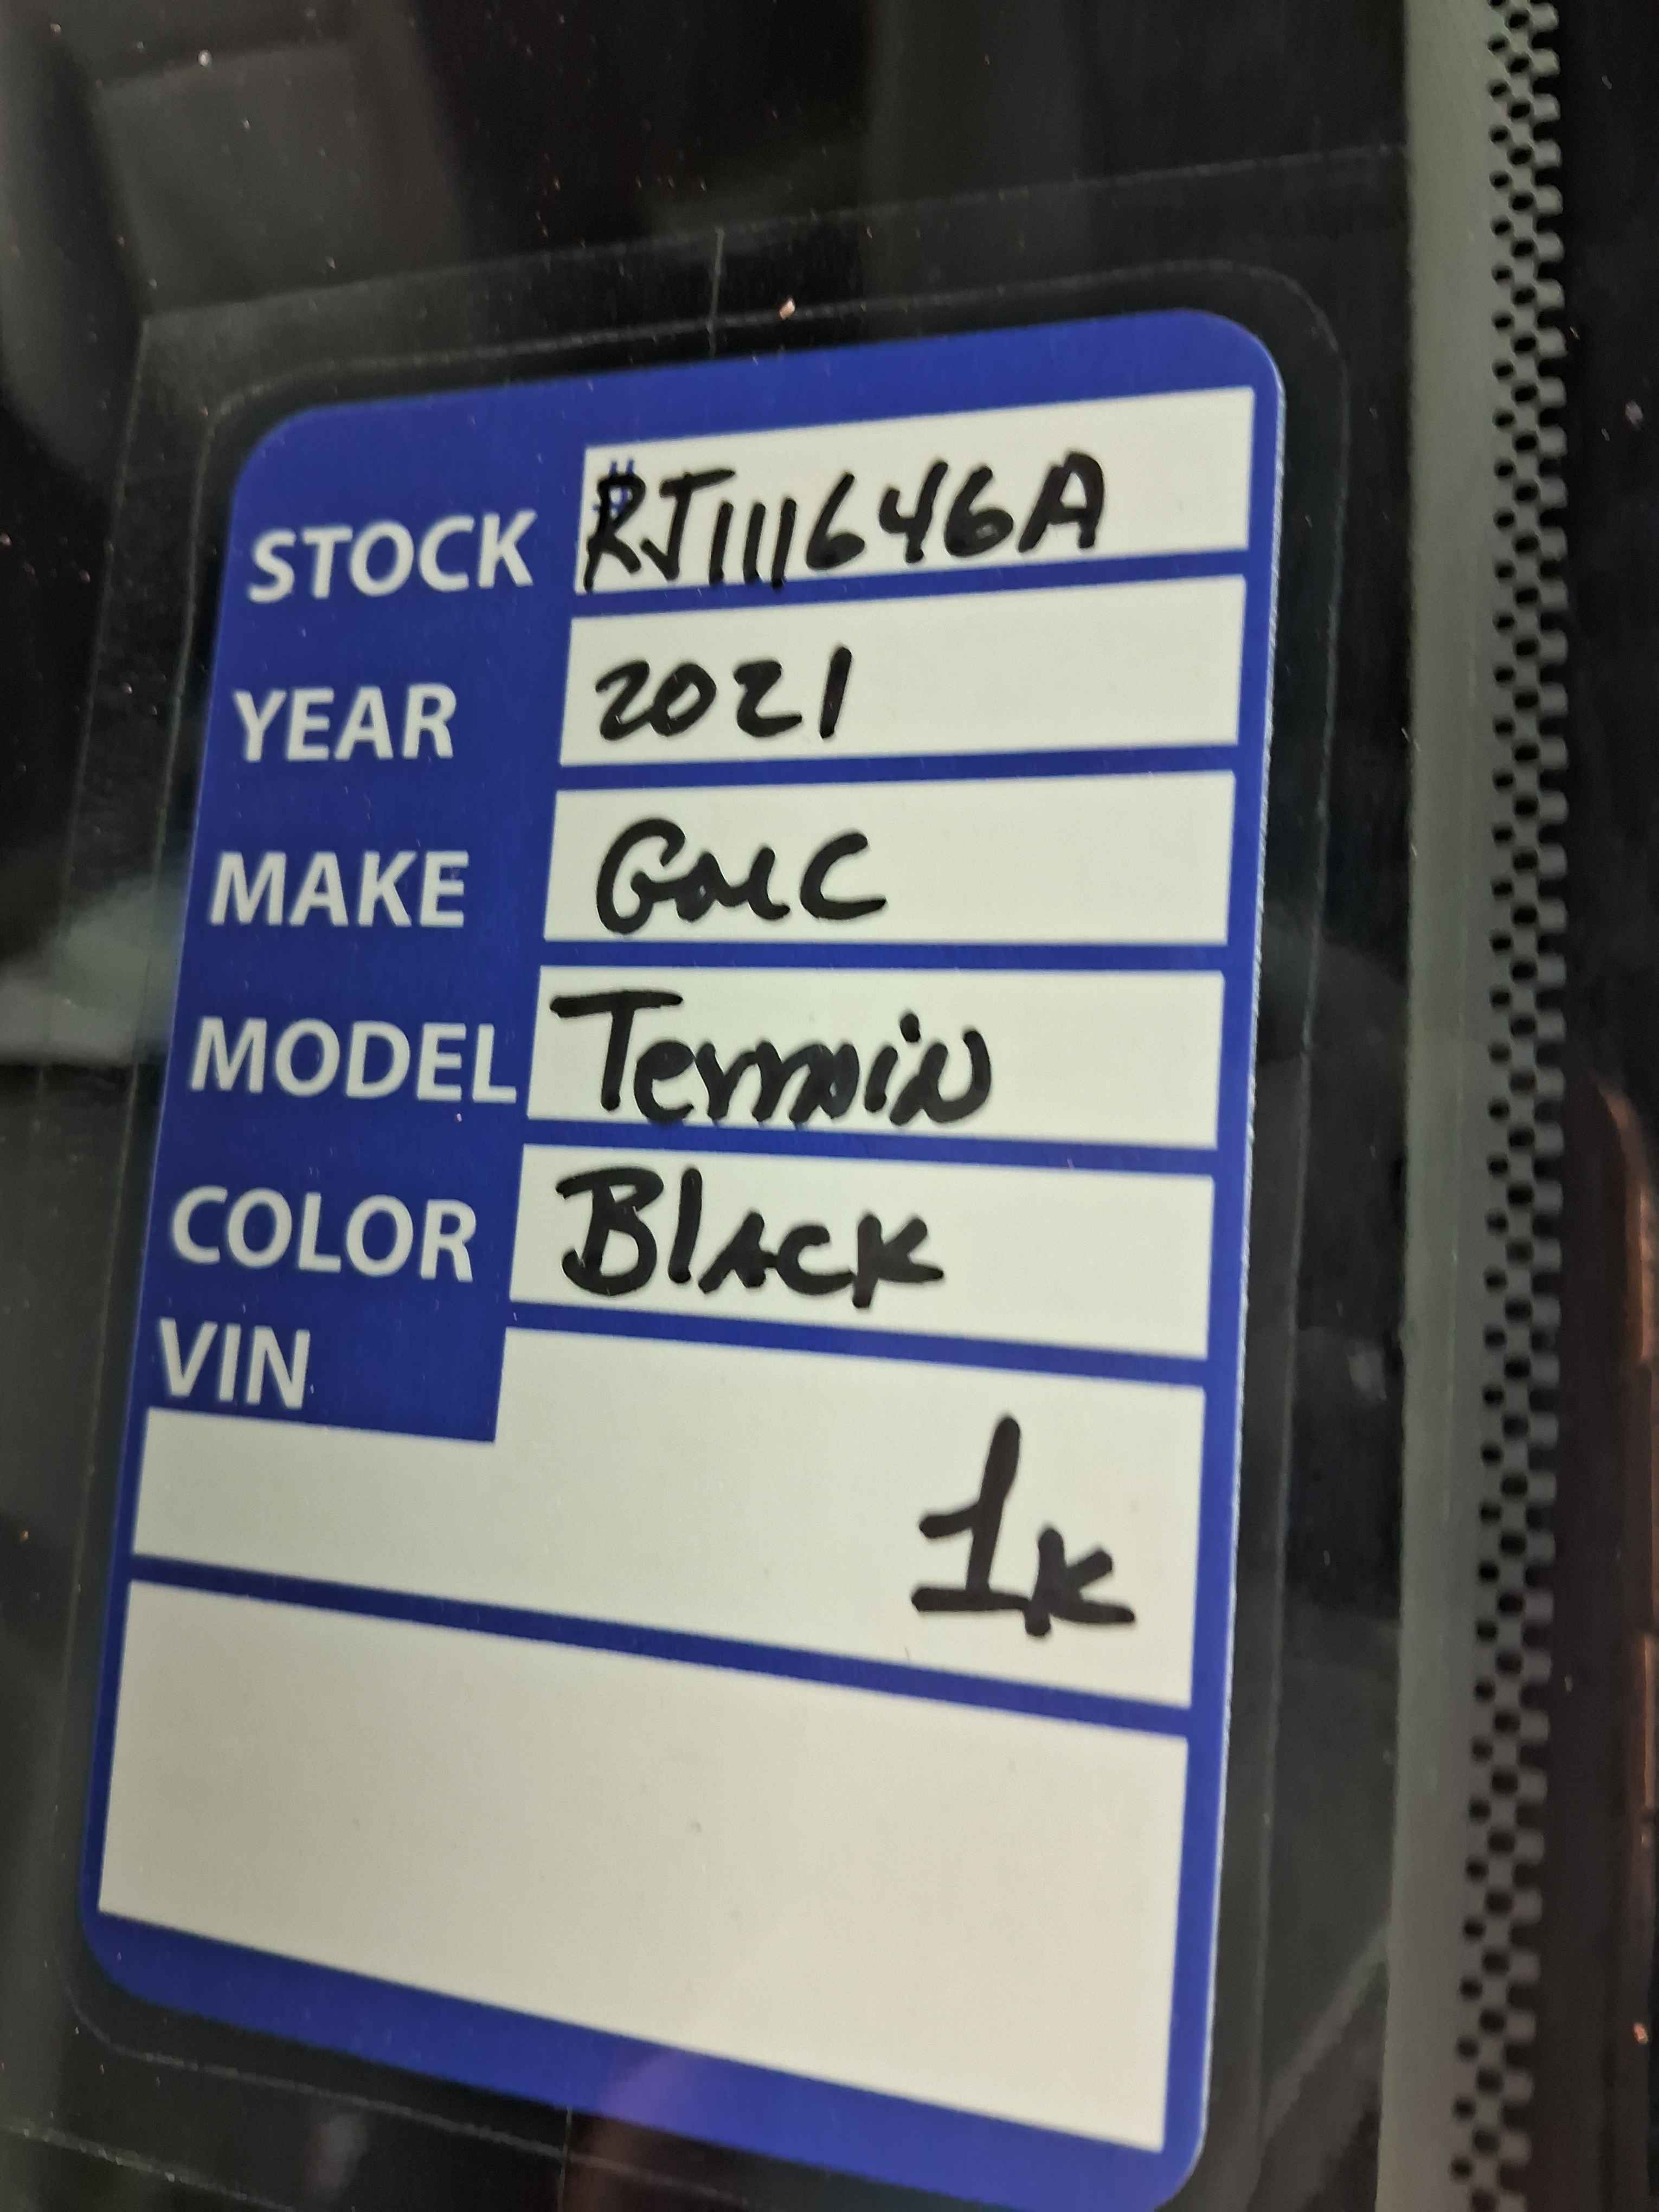 STOCK #RJ111646A
YEAR 2021
MAKE GMC
MODEL Terrain
COLOR BLACK
VIN
1K